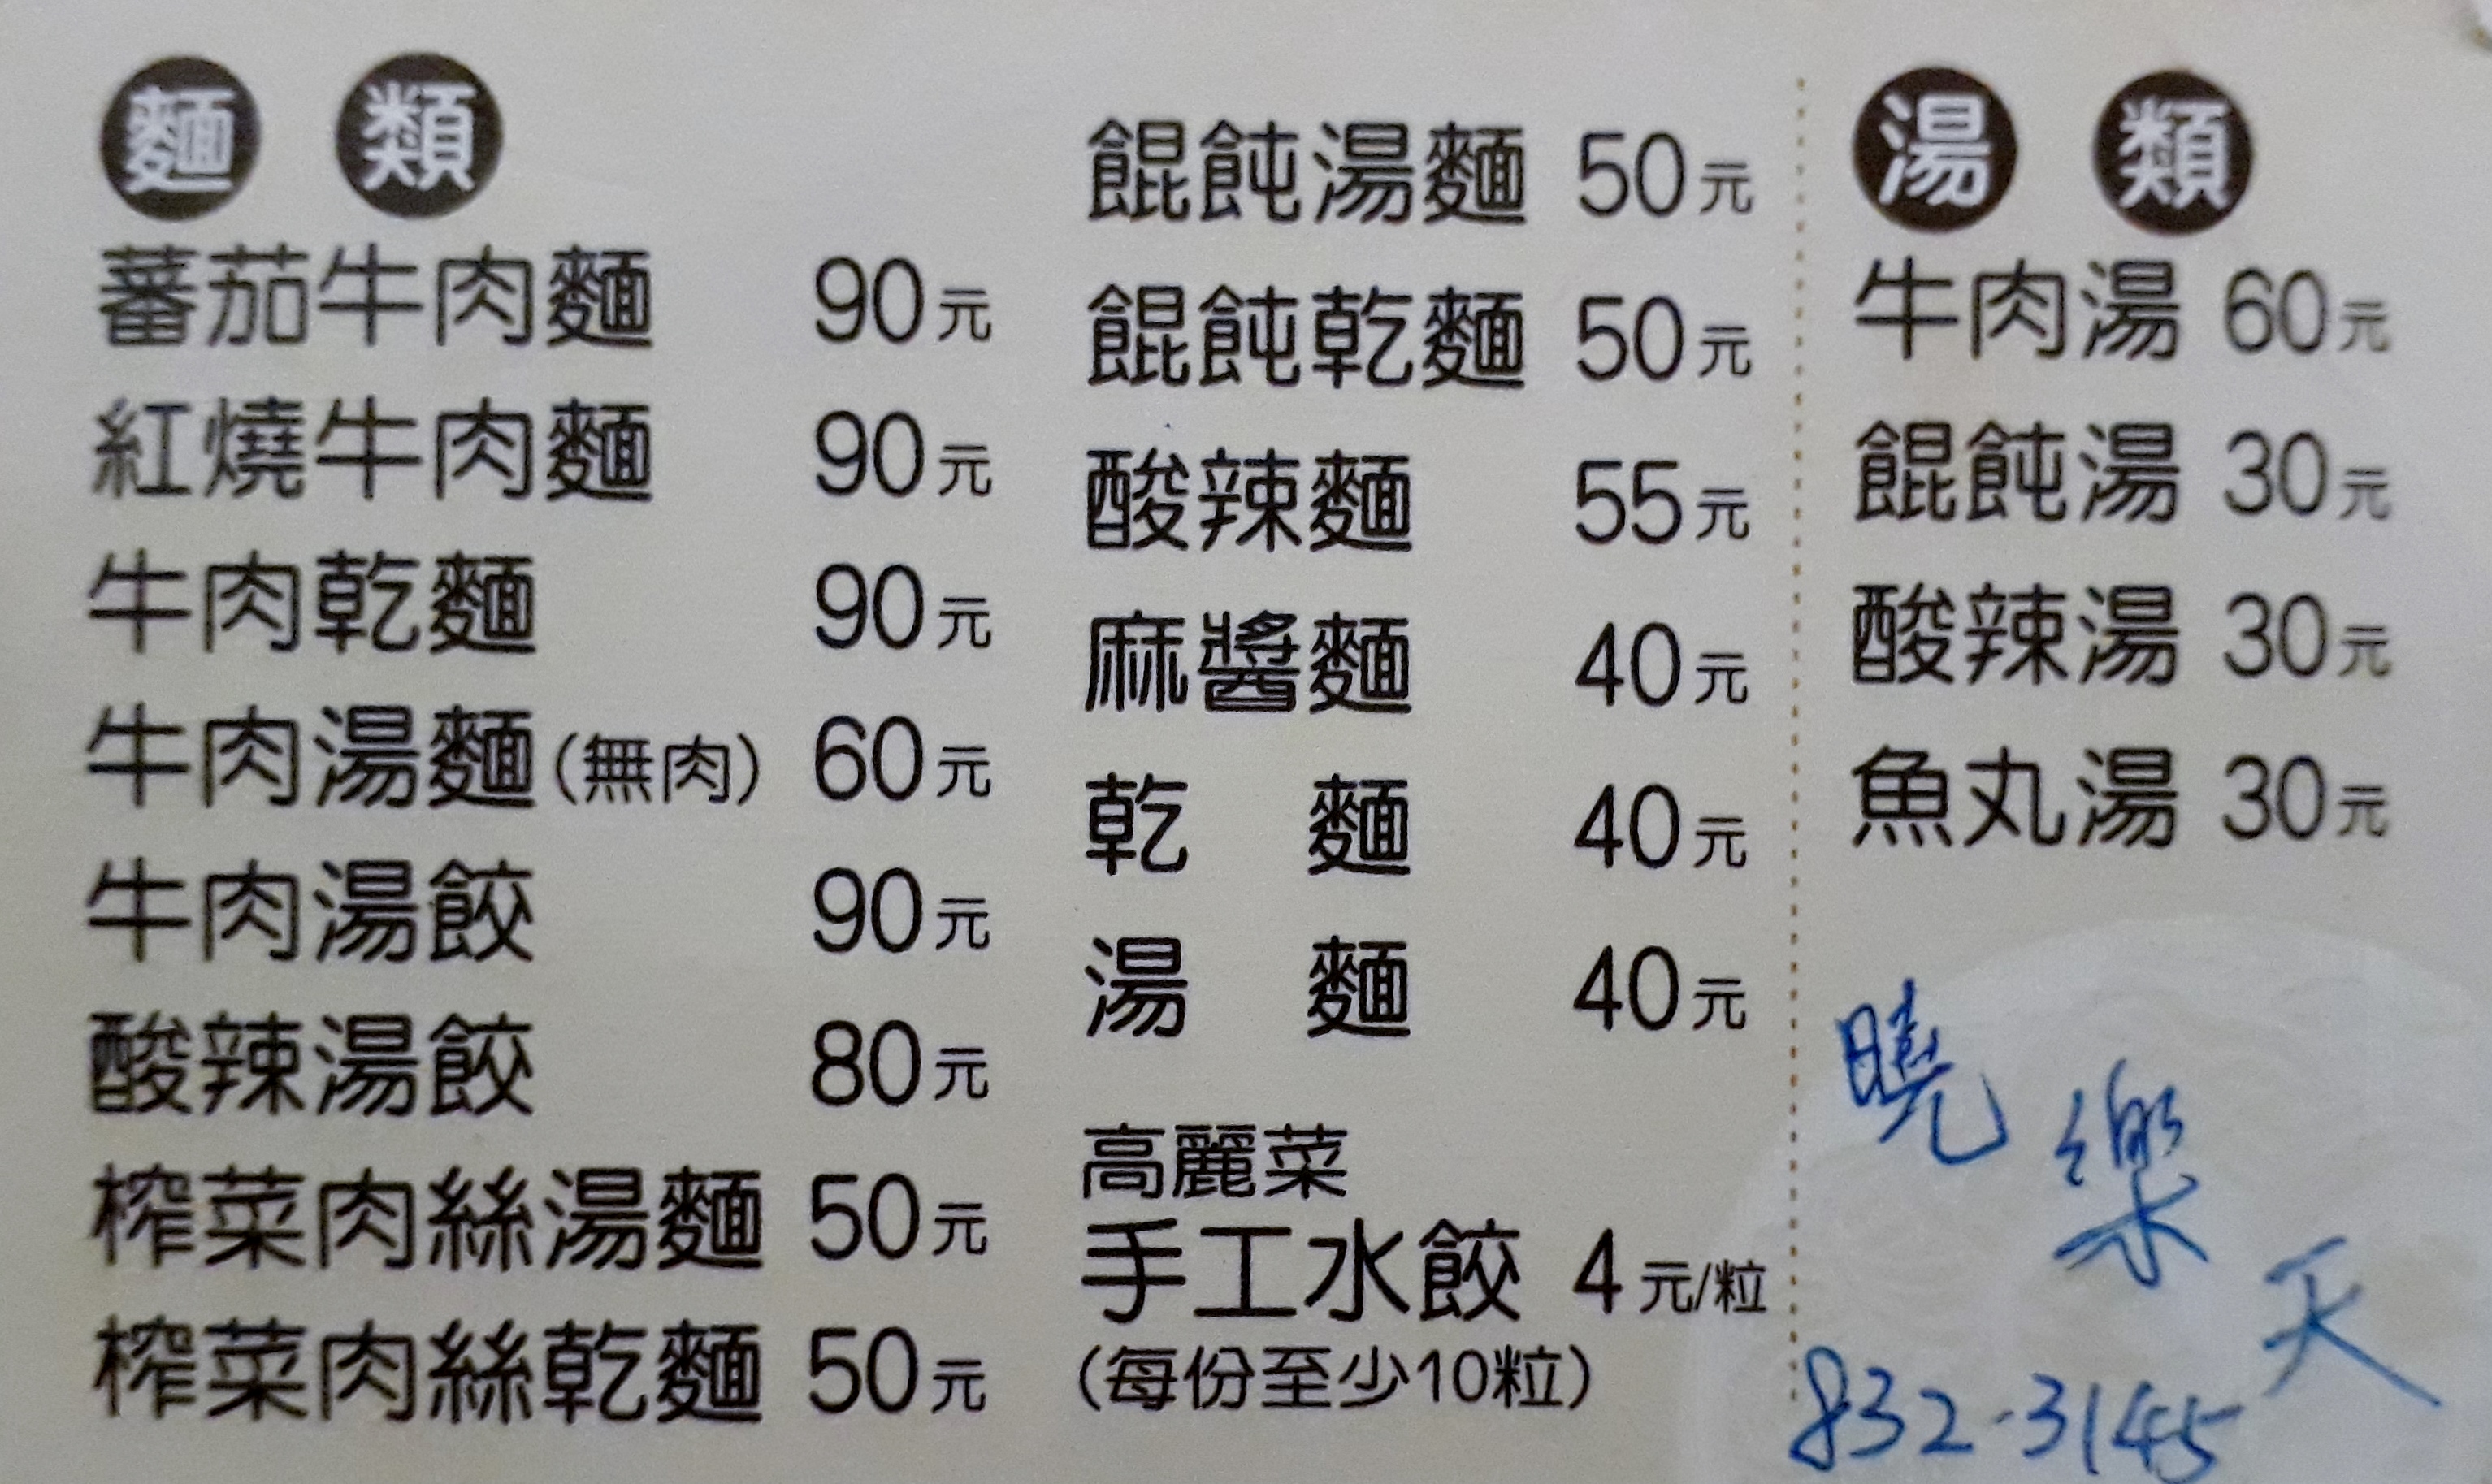 麵 類
蕃茄牛肉麵 90元
紅燒牛肉麵 90元
牛肉乾麵 90元
牛肉湯麵(無肉) 60元
牛肉湯餃 90元
酸辣湯餃 80元
榨菜肉絲湯麵 50元
榨菜肉絲乾麵 50元
餛飩湯麵 50元
餛飩乾麵 50元
酸辣麵 55元
麻醬麵 40元
乾 麵 40元
湯 麵 40元
高麗菜
手工水餃 4元/粒
(每份至少10粒)
湯 類
牛肉湯 60元
餛飩湯 30元
酸辣湯 30元
魚丸湯 30元
曉樂天
832-3145